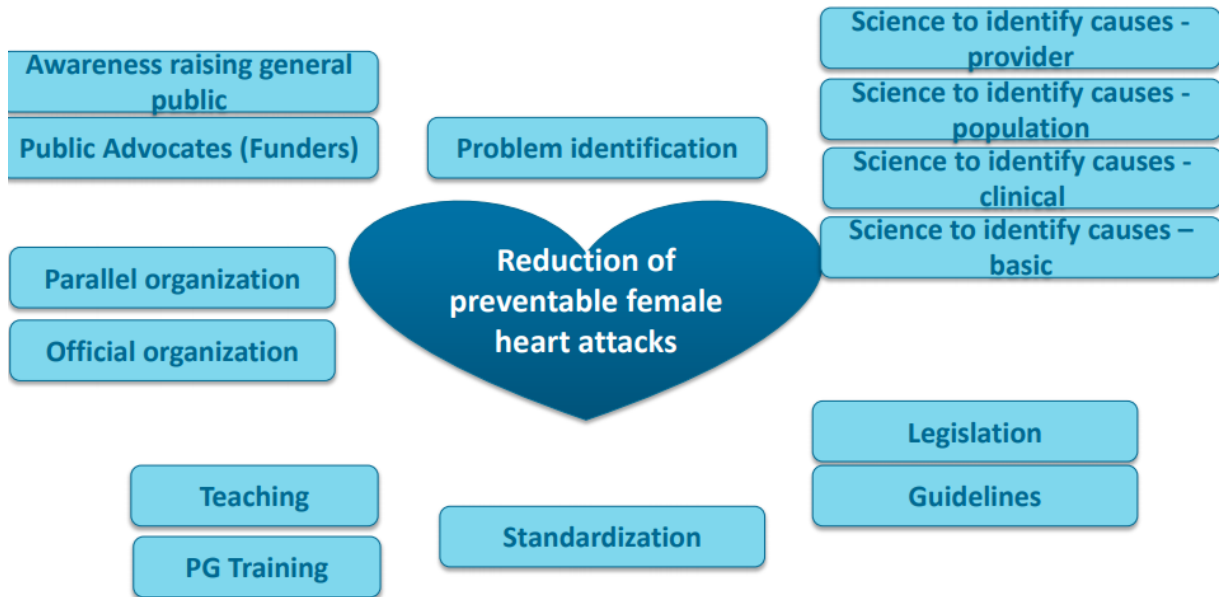 Awareness raising general
public
Public Advocates (Funders)
Problem identification
Science to identify causes -
provider
Science to identify causes -
population
Science to identify causes -
clinical
Science to identify causes –
basic
Parallel organization
Official organization
Reduction of
preventable female
heart attacks
Legislation
Guidelines
Teaching
PG Training
Standardization